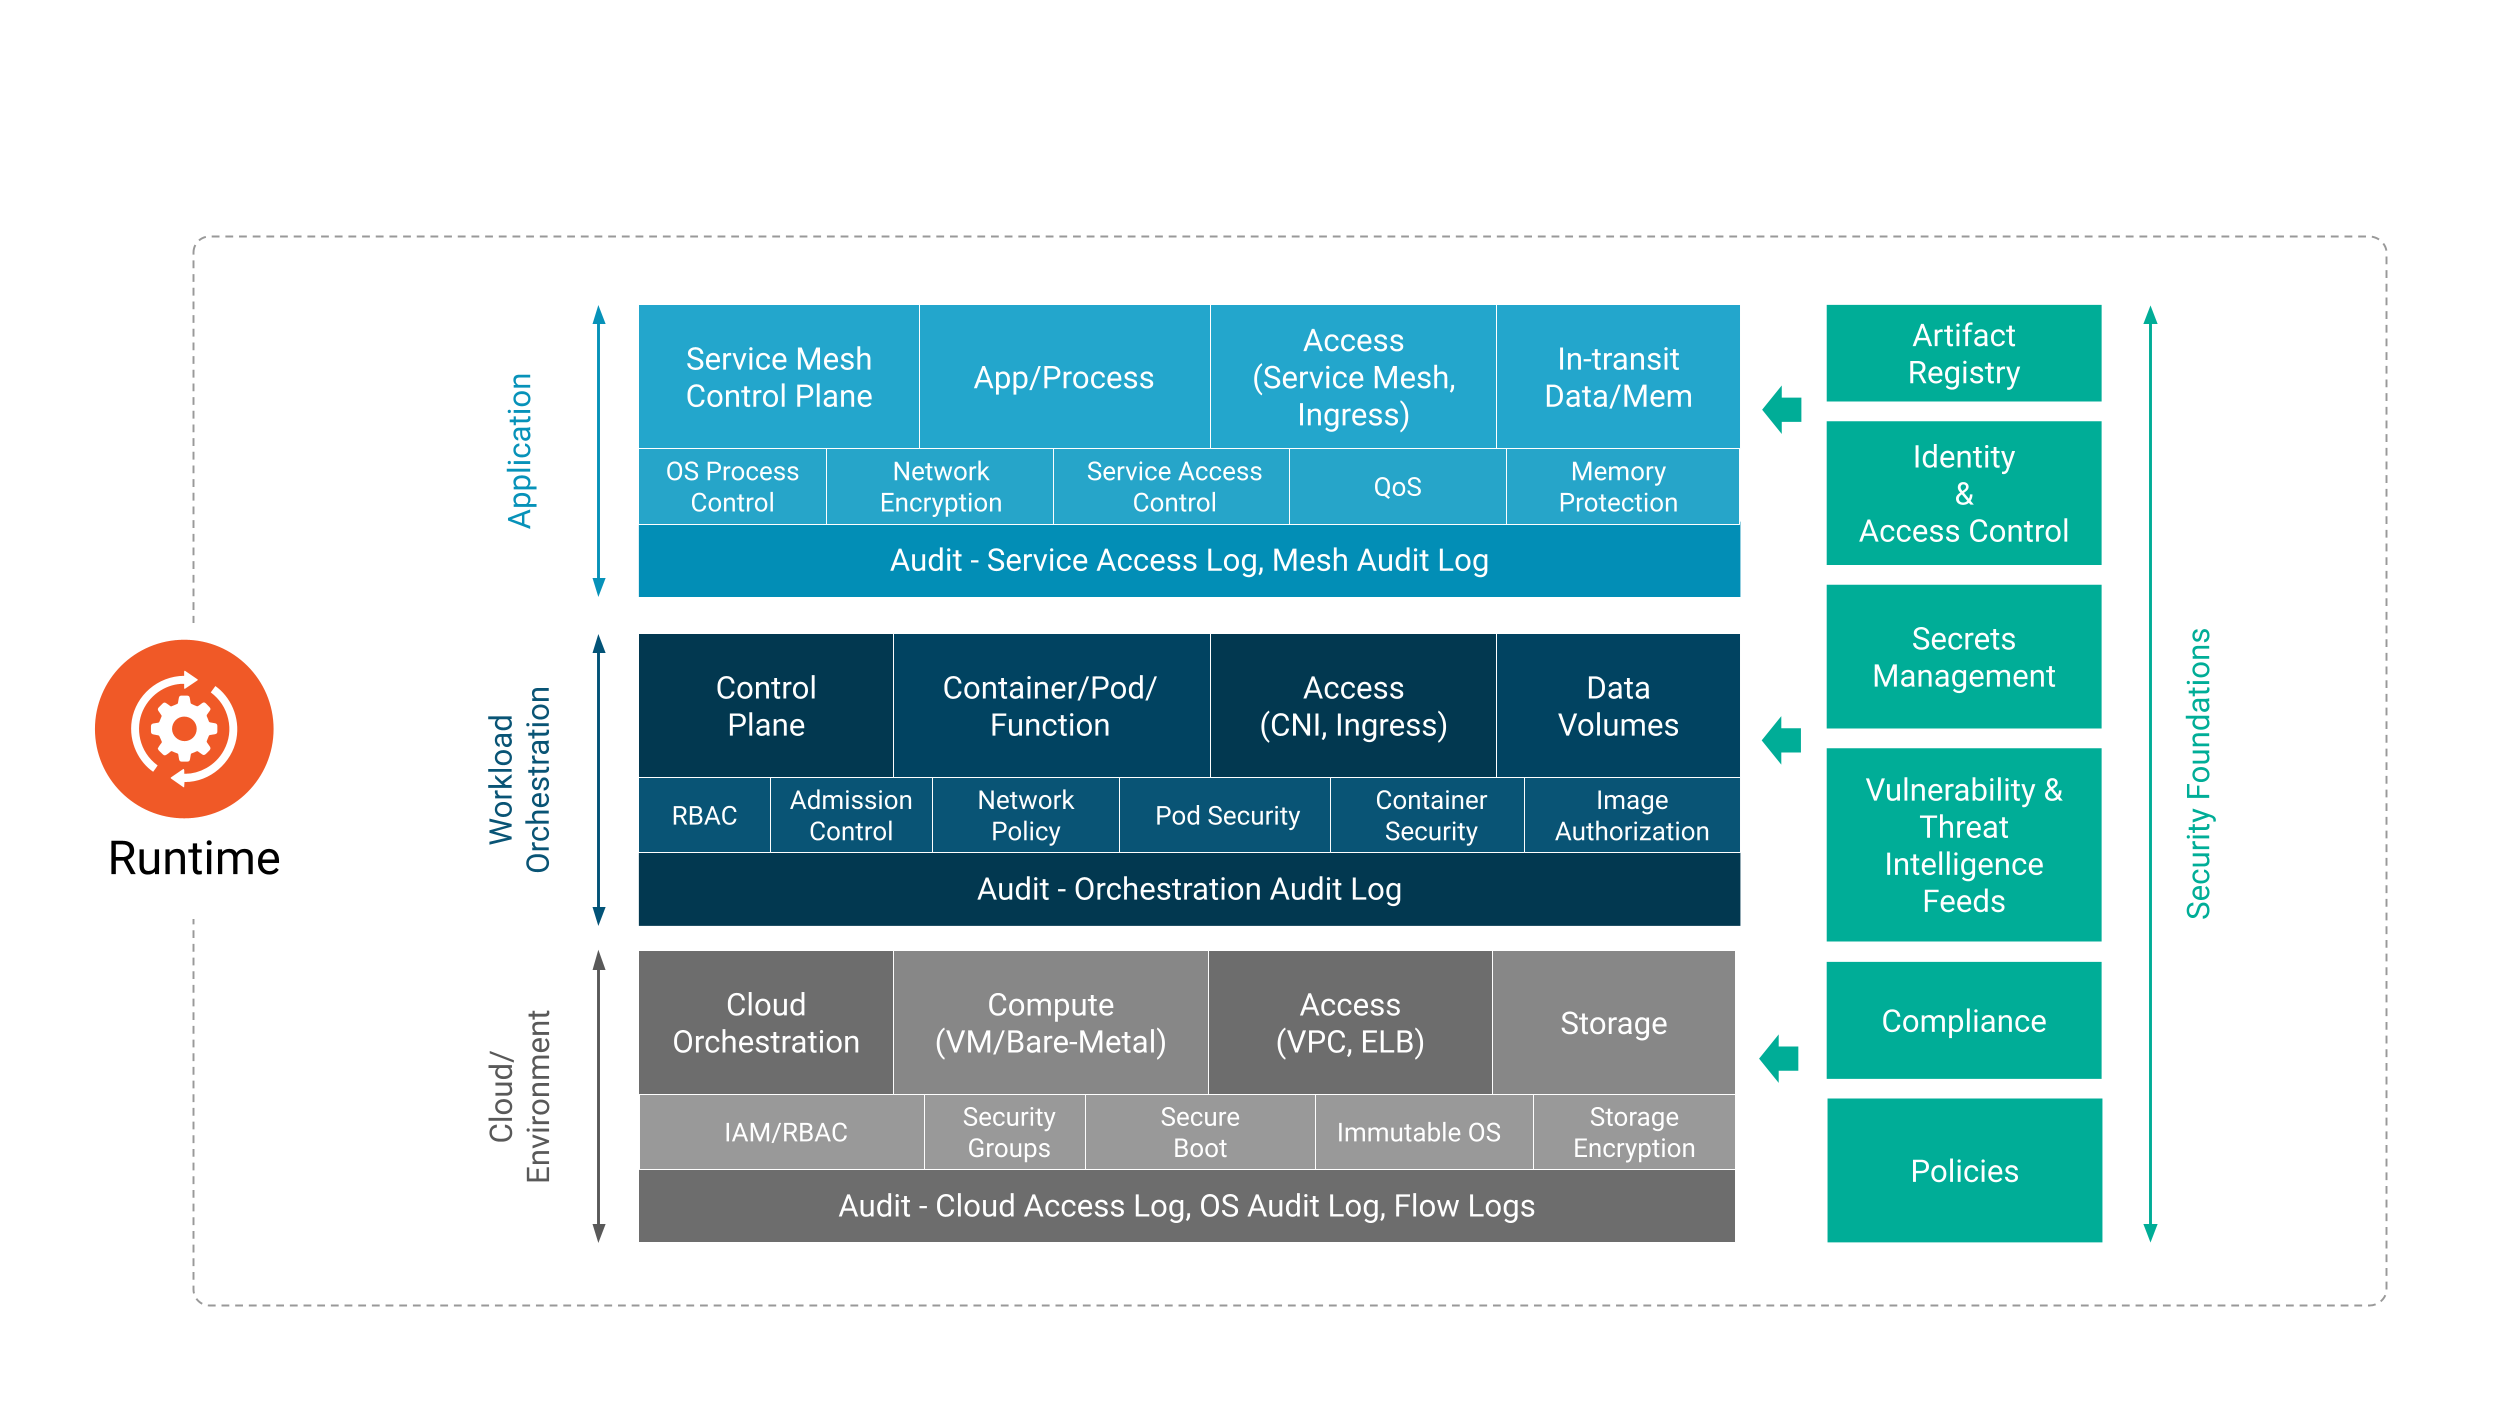 Runtime
Application
Service Mesh
Control Plane
App/Process
Access
(Service Mesh,
Ingress)
In-transit
Data/Mem
OS Process
Control
Network
Encryption
Service Access
Control
QoS
Memory
Protection
Audit - Service Access Log, Mesh Audit Log
Workload
Orchestration
Control
Plane
Container/Pod/
Function
Access
(CNI, Ingress)
Data
Volumes
RBAC
Admission
Control
Network
Policy
Pod Security
Container
Security
Image
Authorization
Audit - Orchestration Audit Log
Cloud/
Environment
Cloud
Orchestration
Compute
(VM/Bare-Metal)
Access
(VPC, ELB)
Storage
IAM/RBAC
Security
Groups
Secure
Boot
Immutable OS
Storage
Encryption
Audit - Cloud Access Log, OS Audit Log, Flow Logs
Artifact
Registry
Identity
&
Access Control
Secrets
Management
Vulnerability &
Threat
Intelligence
Feeds
Compliance
Policies
Security Foundations